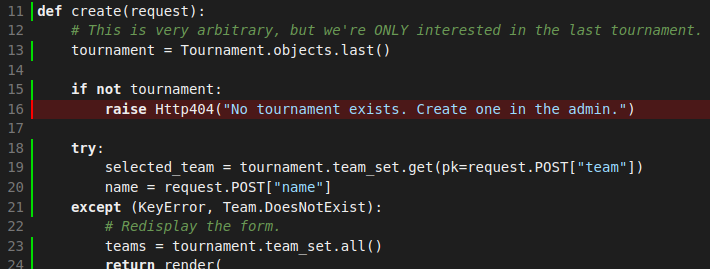 11 def create(request):
12     # This is very arbitrary, but we're ONLY interested in the last tournament.
13     tournament = Tournament.objects.last()
14
15     if not tournament:
16         raise Http404("No tournament exists. Create one in the admin.")
17
18     try:
19         selected_team = tournament.team_set.get(pk=request.POST["team"])
20         name = request.POST["name"]
21     except (KeyError, Team.DoesNotExist):
22         # Redisplay the form.
23         teams = tournament.team_set.all()
24         return render(